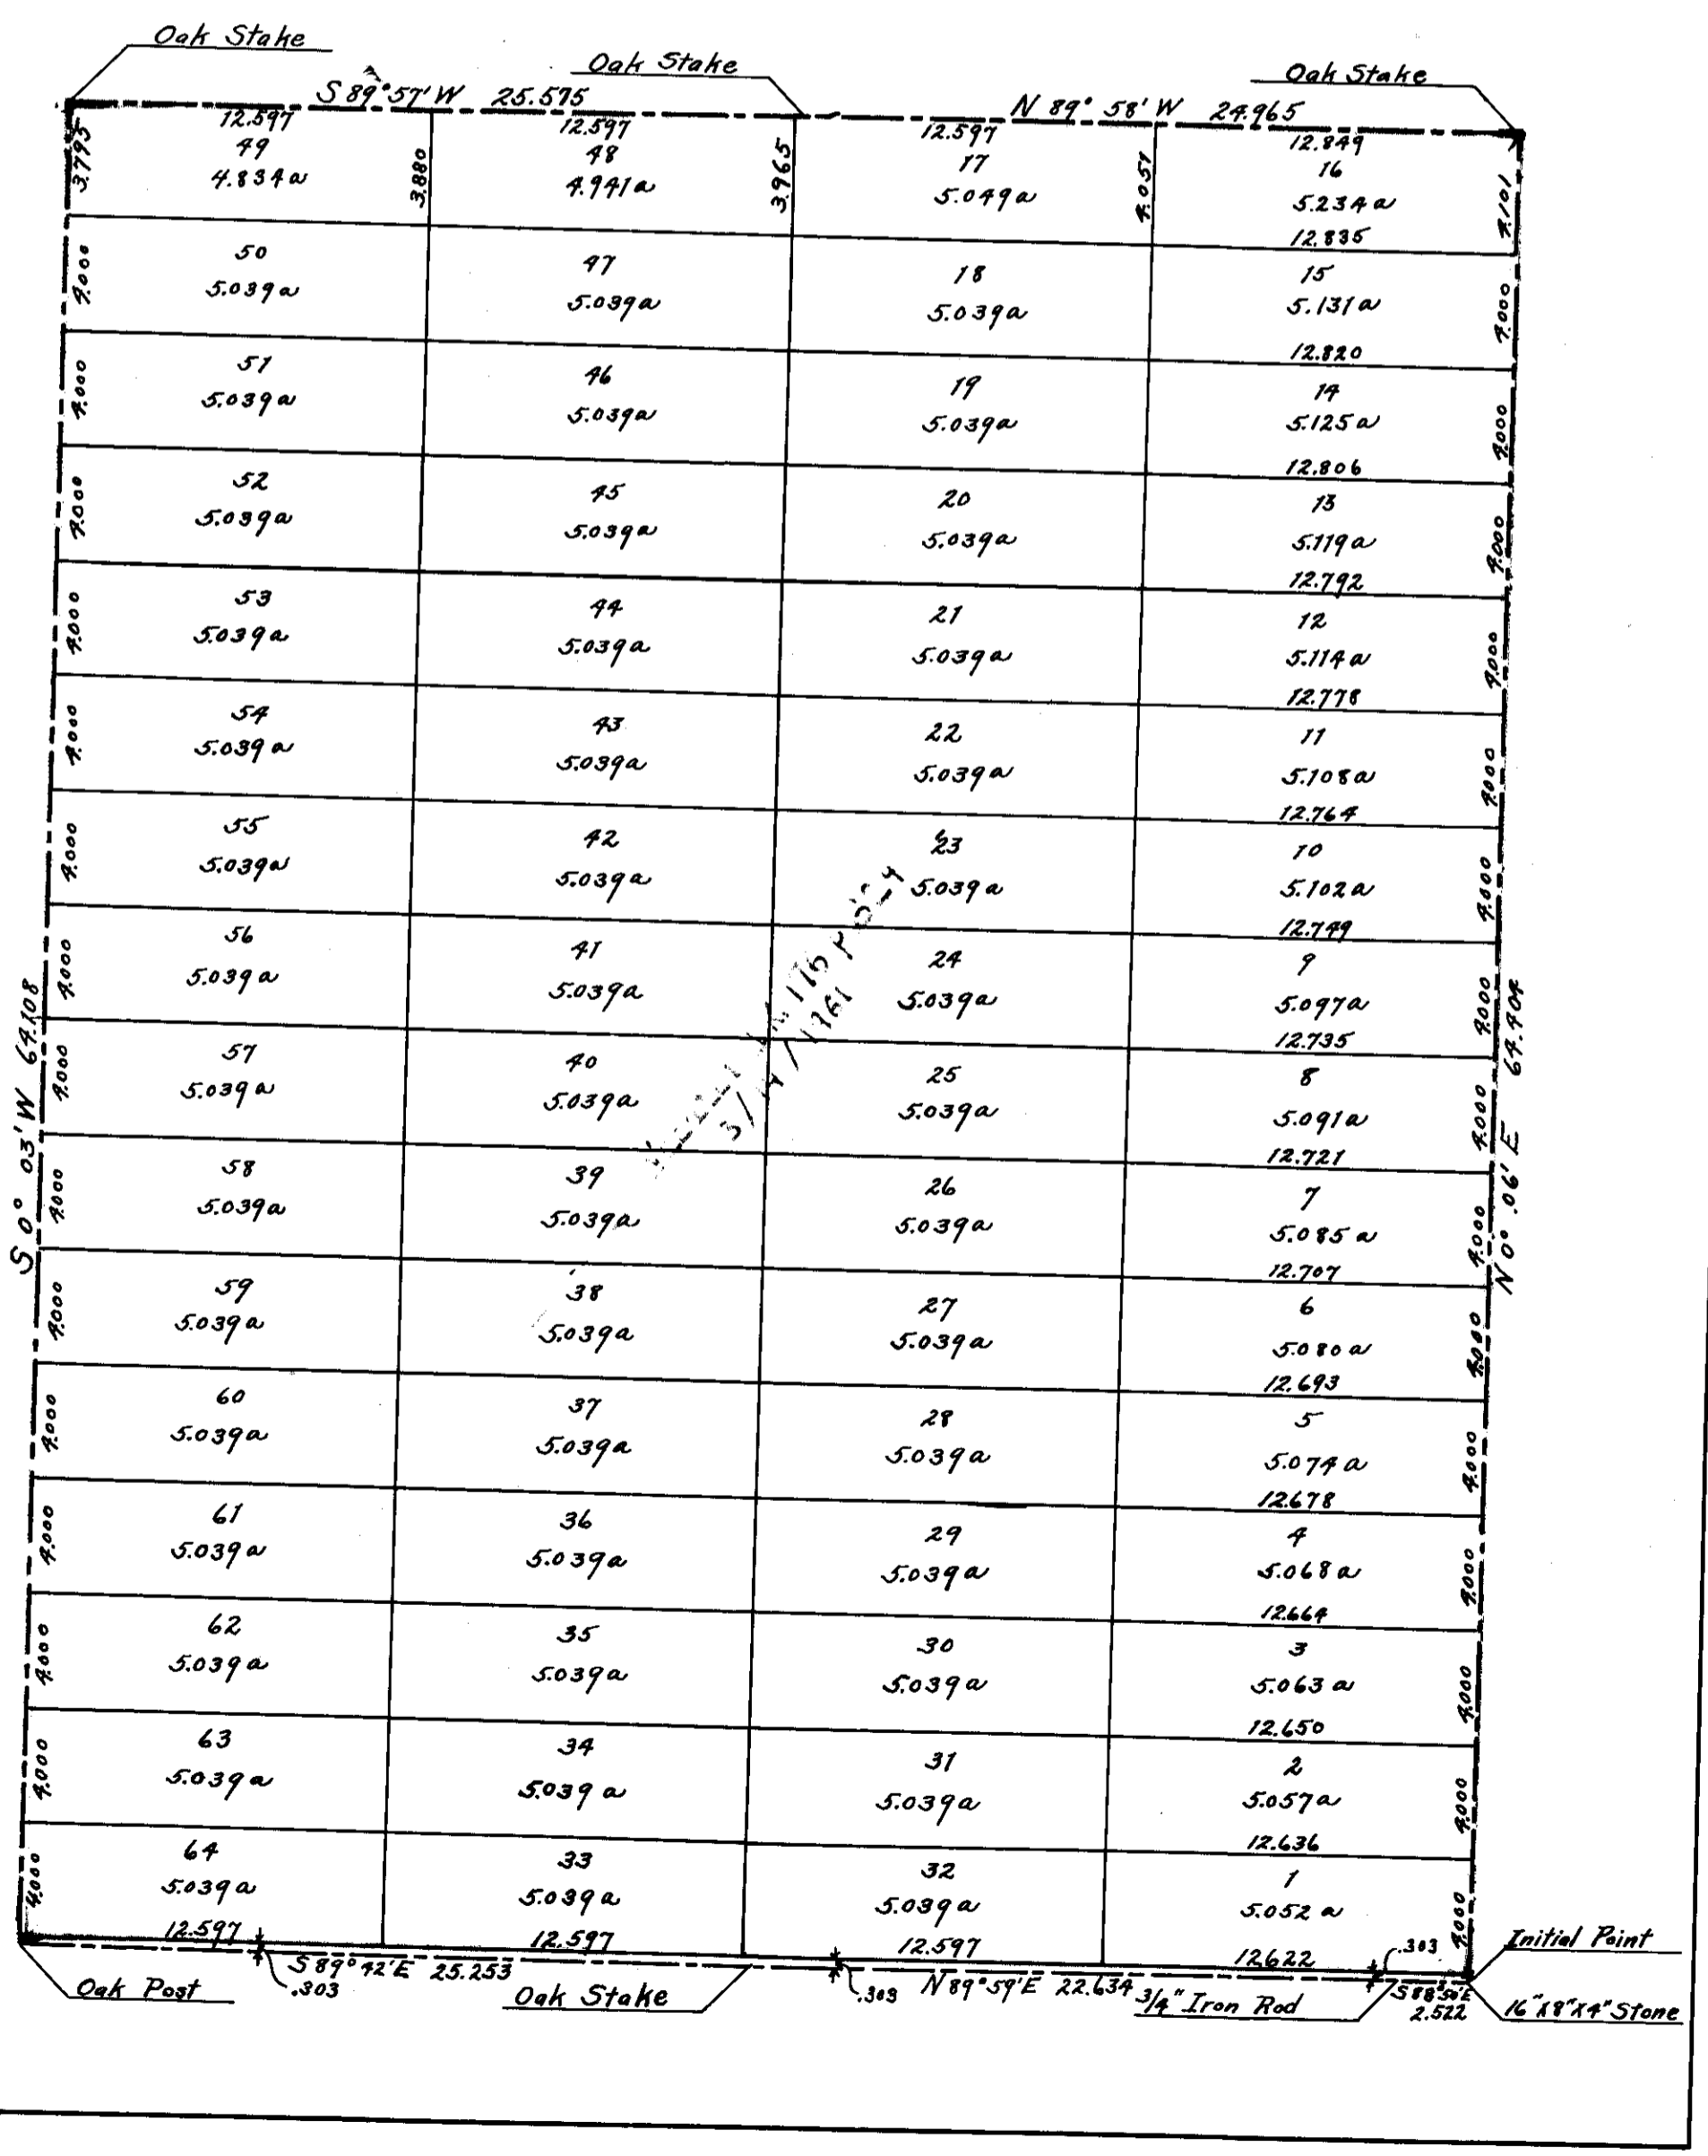 Oak Stake
Oak Stake
Oak Stake
S 89° 57' W 25.575
N 89° 58' W 24.965
12.597
12.597
12.597
12.849
3.795
49
4.834a
3.880
48
4.941a
3.965
17
5.049a
4.051
16
5.234a
4.101
12.835
4.000
50
5.039a
47
5.039a
18
5.039a
15
5.131a
4.000
12.820
4.000
51
5.039a
46
5.039a
19
5.039a
14
5.125a
4.000
12.806
4.000
52
5.039a
45
5.039a
20
5.039a
13
5.119a
4.000
12.792
4.000
53
5.039a
44
5.039a
21
5.039a
12
5.114a
4.000
12.778
4.000
54
5.039a
43
5.039a
22
5.039a
11
5.108a
4.000
12.764
4.000
55
5.039a
42
5.039a
23
5.039a
10
5.102a
4.000
12.749
4.000
56
5.039a
41
5.039a
24
5.039a
9
5.097a
4.000
12.735
4.000
57
5.039a
40
5.039a
25
5.039a
8
5.091a
4.000
12.721
S 0° 03' W 64.108
N 0° .06' E 64.404
4.000
58
5.039a
39
5.039a
26
5.039a
7
5.085a
4.000
12.707
4.000
59
5.039a
38
5.039a
27
5.039a
6
5.080a
4.000
12.693
4.000
60
5.039a
37
5.039a
28
5.039a
5
5.074a
4.000
12.678
4.000
61
5.039a
36
5.039a
29
5.039a
4
5.068a
4.000
12.664
4.000
62
5.039a
35
5.039a
30
5.039a
3
5.063a
4.000
12.650
4.000
63
5.039a
34
5.039a
31
5.039a
2
5.057a
4.000
12.636
4.000
64
5.039a
33
5.039a
32
5.039a
1
5.052a
4.000
12.597
12.597
12.597
12.622
.303
Initial Point
S 89° 42' E 25.253
N 89° 59' E 22.634
S 88° 50' E
2.522
.303
.303
Oak Post
Oak Stake
3/4" Iron Rod
16"x8"x4" Stone